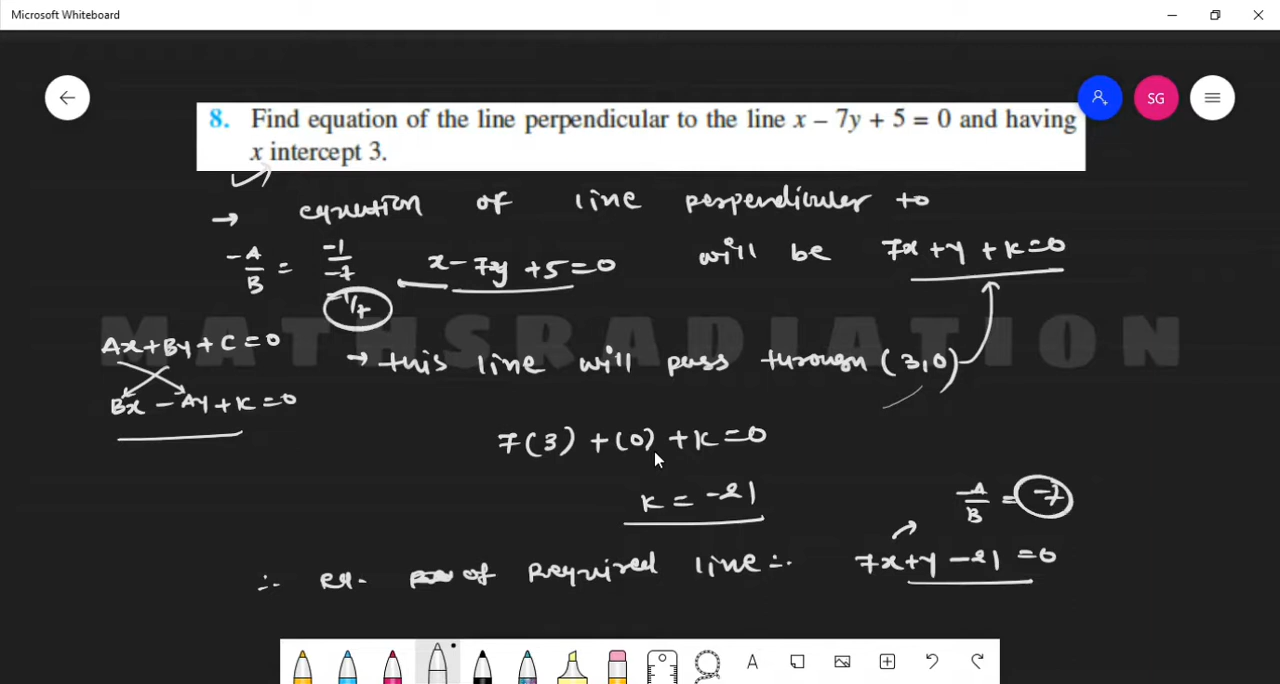 Microsoft Whiteboard
SG
8. Find equation of the line perpendicular to the line x – 7y + 5 = 0 and having
x intercept 3.
→ equation of line perpendicular to
-A/B = -1/-7 x - 7y + 5 = 0 will be 7x + y + k = 0
1/7
MATHSRADIATION
Ax + By + C = 0
→ this line will pass through (3,0)
Bx - Ay + k = 0
7(3) + (0) + k = 0
k = -21
-A/B = -7
∴ eq. of Required line :- 7x + y - 21 = 0
A